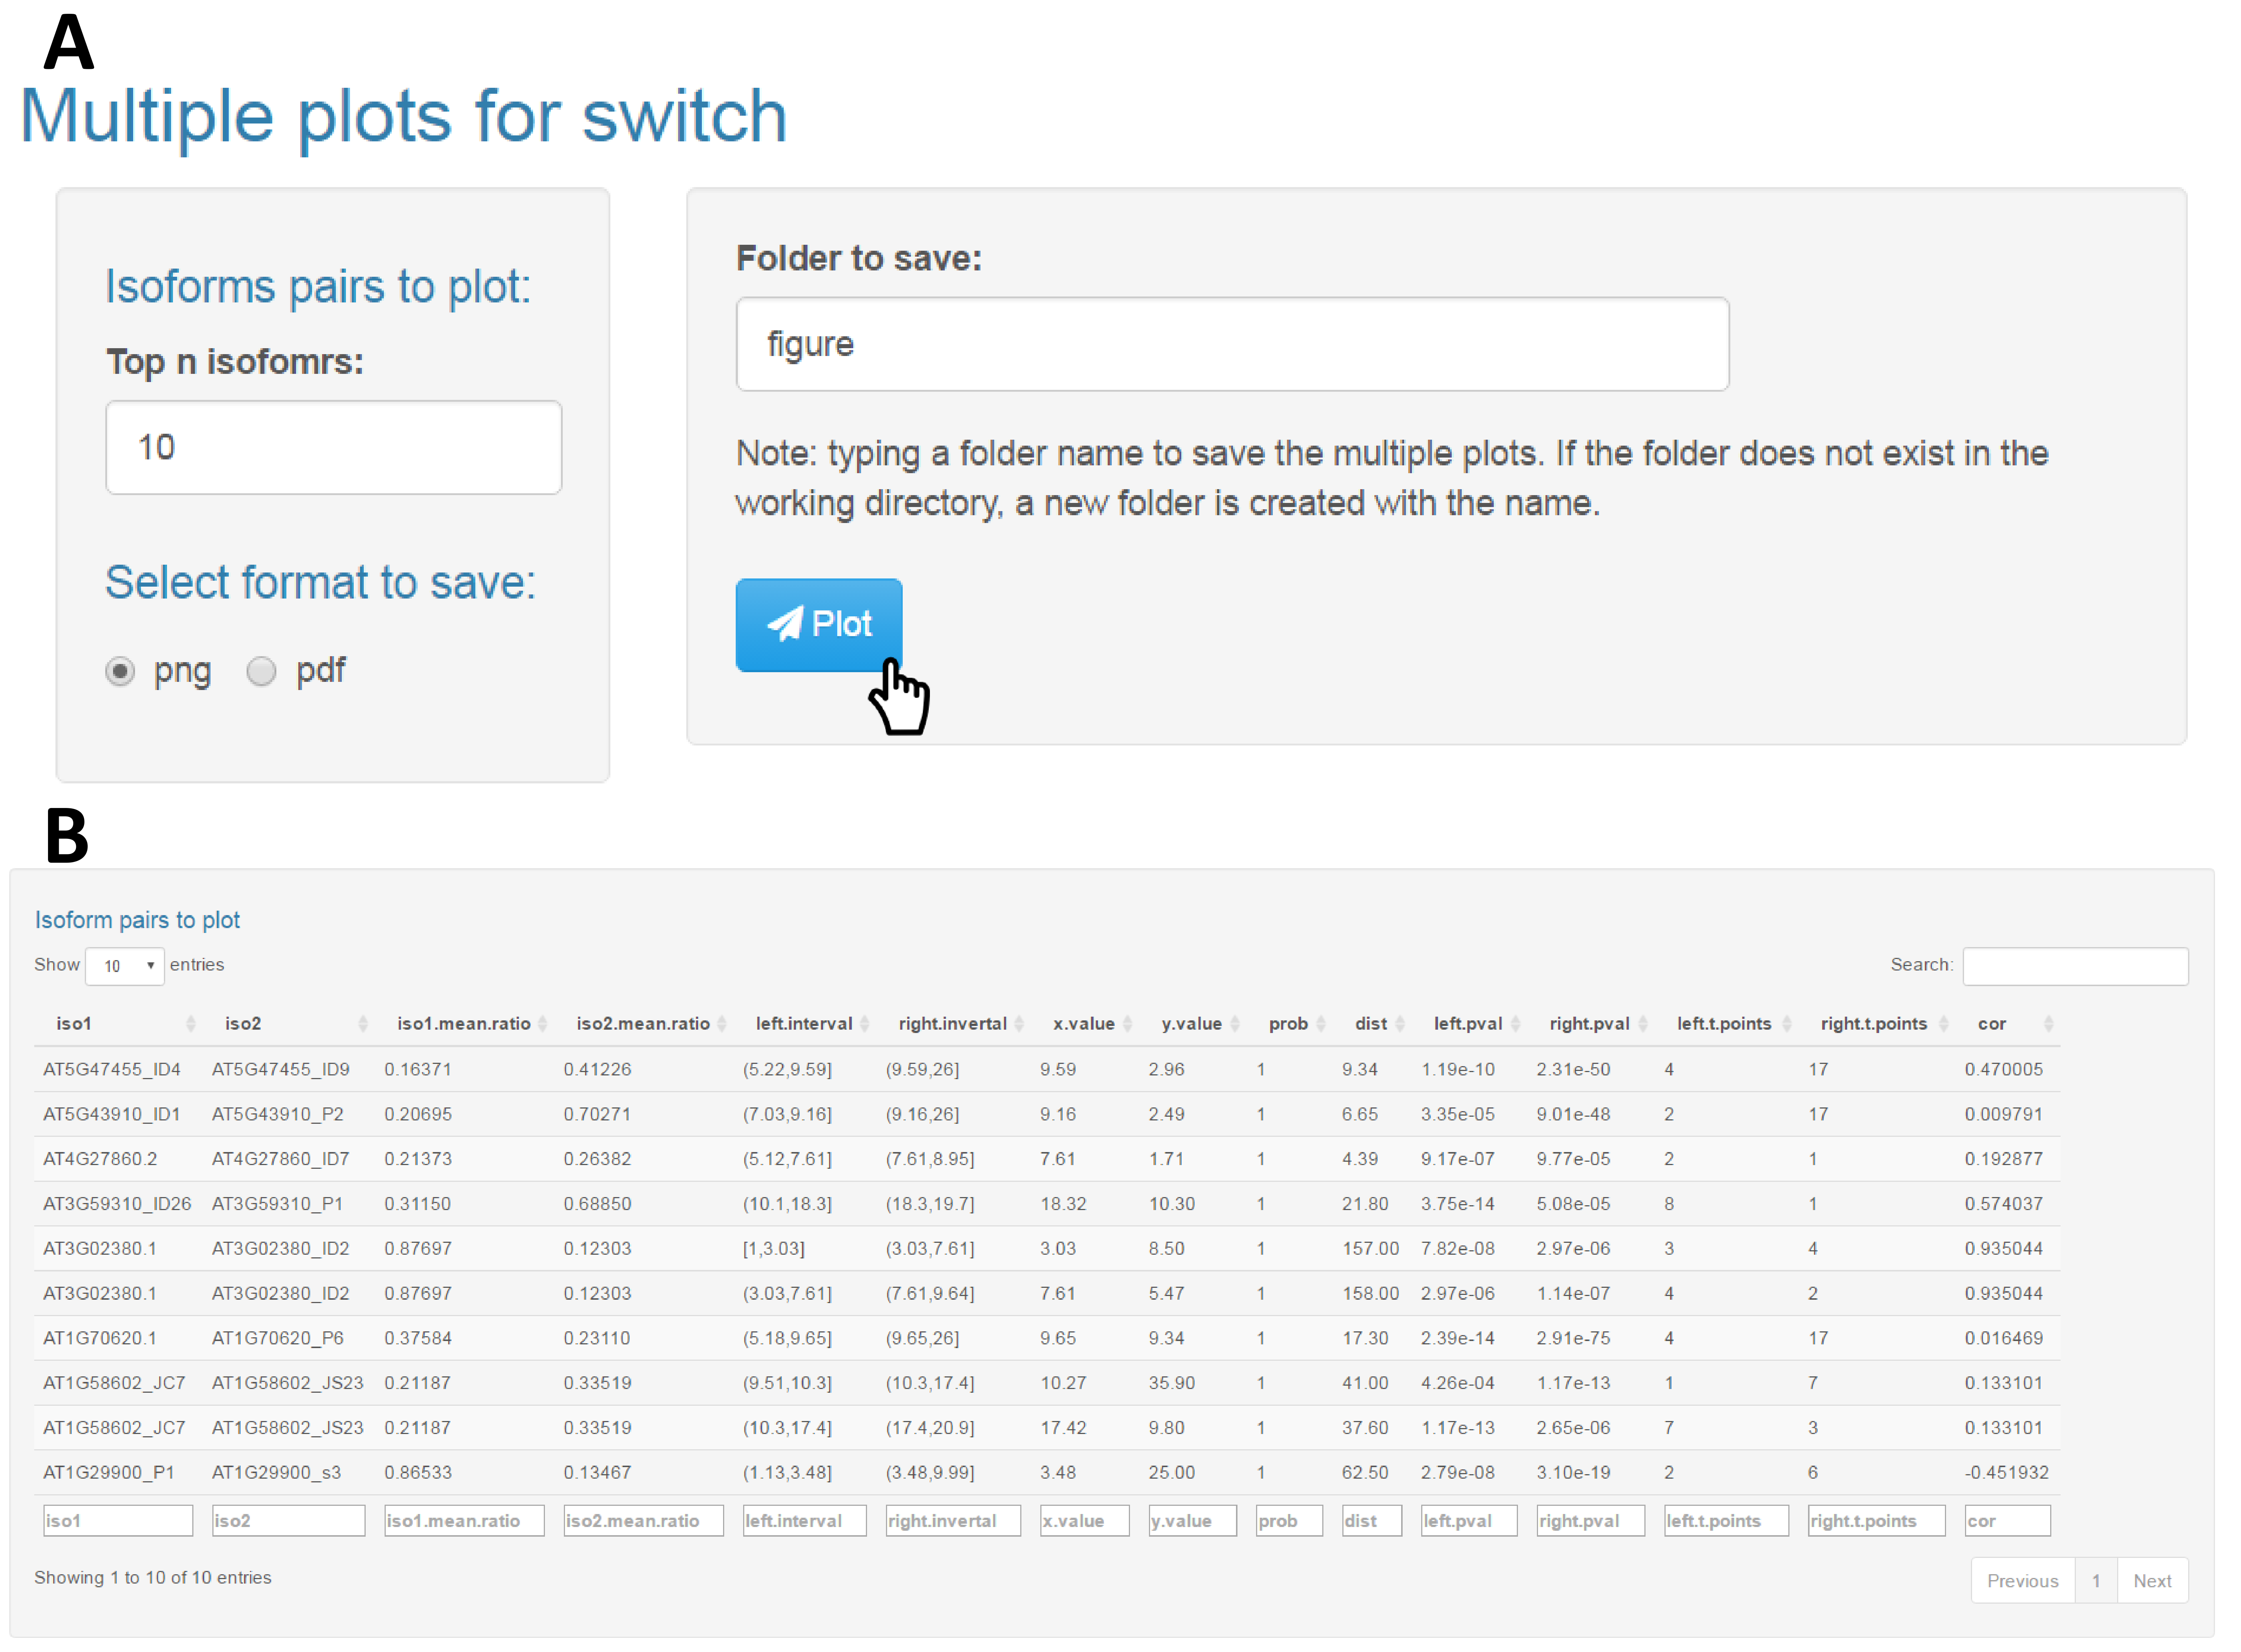 A
Multiple plots for switch
Isoforms pairs to plot:
Top n isofomrs:
10
Select format to save:
png pdf
Folder to save:
figure
Note: typing a folder name to save the multiple plots. If the folder does not exist in the
working directory, a new folder is created with the name.
Plot
B
Isoform pairs to plot
Show 10 entries Search:
iso1 iso2 iso1.mean.ratio iso2.mean.ratio left.interval right.invertal x.value y.value prob dist left.pval right.pval left.t.points right.t.points cor
AT5G47455_ID4 AT5G47455_ID9 0.16371 0.41226 (5.22,9.59] (9.59,26] 9.59 2.96 1 9.34 1.19e-10 2.31e-50 4 17 0.470005
AT5G43910_ID1 AT5G43910_P2 0.20695 0.70271 (7.03,9.16] (9.16,26] 9.16 2.49 1 6.65 3.35e-05 9.01e-48 2 17 0.009791
AT4G27860.2 AT4G27860_ID7 0.21373 0.26382 (5.12,7.61] (7.61,8.95] 7.61 1.71 1 4.39 9.17e-07 9.77e-05 2 1 0.192877
AT3G59310_ID26 AT3G59310_P1 0.31150 0.68850 (10.1,18.3] (18.3,19.7] 18.32 10.30 1 21.80 3.75e-14 5.08e-05 8 1 0.574037
AT3G02380.1 AT3G02380_ID2 0.87697 0.12303 [1,3.03] (3.03,7.61] 3.03 8.50 1 157.00 7.82e-08 2.97e-06 3 4 0.935044
AT3G02380.1 AT3G02380_ID2 0.87697 0.12303 (3.03,7.61] (7.61,9.64] 7.61 5.47 1 158.00 2.97e-06 1.14e-07 4 2 0.935044
AT1G70620.1 AT1G70620_P6 0.37584 0.23110 (5.18,9.65] (9.65,26] 9.65 9.34 1 17.30 2.39e-14 2.91e-75 4 17 0.016469
AT1G58602_JC7 AT1G58602_JS23 0.21187 0.33519 (9.51,10.3] (10.3,17.4] 10.27 35.90 1 41.00 4.26e-04 1.17e-13 1 7 0.133101
AT1G58602_JC7 AT1G58602_JS23 0.21187 0.33519 (10.3,17.4] (17.4,20.9] 17.42 9.80 1 37.60 1.17e-13 2.65e-06 7 3 0.133101
AT1G29900_P1 AT1G29900_s3 0.86533 0.13467 (1.13,3.48] (3.48,9.99] 3.48 25.00 1 62.50 2.79e-08 3.10e-19 2 6 -0.451932
iso1 iso2 iso1.mean.ratio iso2.mean.ratio left.interval right.invertal x.value y.value prob dist left.pval right.pval left.t.points right.t.points cor
Showing 1 to 10 of 10 entries Previous 1 Next